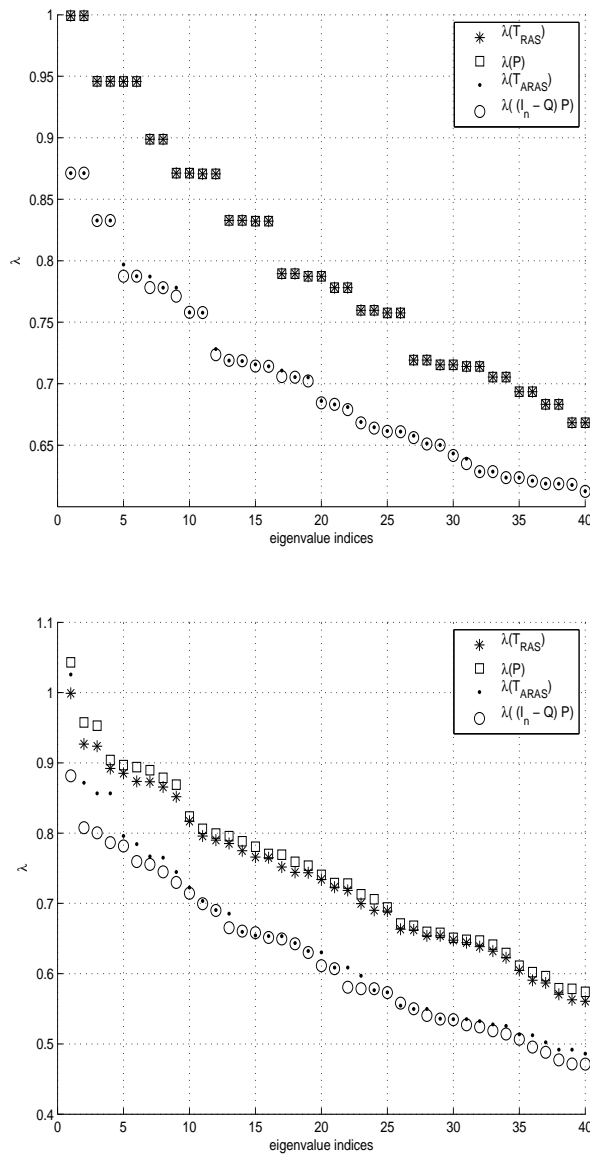 1
0.95
0.9
0.85
0.8
0.75
0.7
0.65
λ
0 5 10 15 20 25 30 35 40
eigenvalue indices
λ(T_RAS)
λ(P)
λ(T_ARAS)
λ( (I_n − Q) P)
1.1
1
0.9
0.8
0.7
0.6
0.5
0.4
λ
0 5 10 15 20 25 30 35 40
eigenvalue indices
λ(T_RAS)
λ(P)
λ(T_ARAS)
λ( (I_n − Q) P)